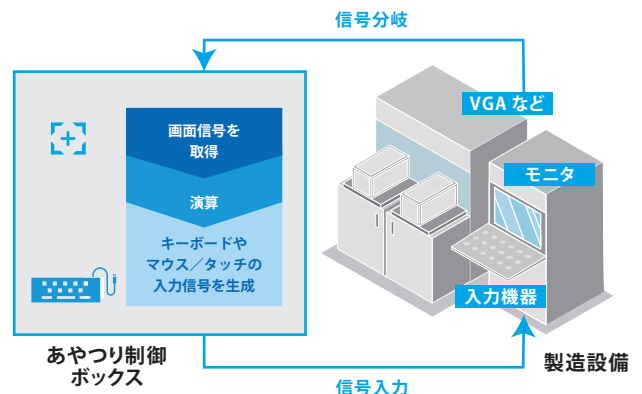 信号分岐
画面信号を
取得
演算
キーボードや
マウス／タッチの
入力信号を生成
あやつり制御
ボックス
VGA など
モニタ
入力機器
製造設備
信号入力